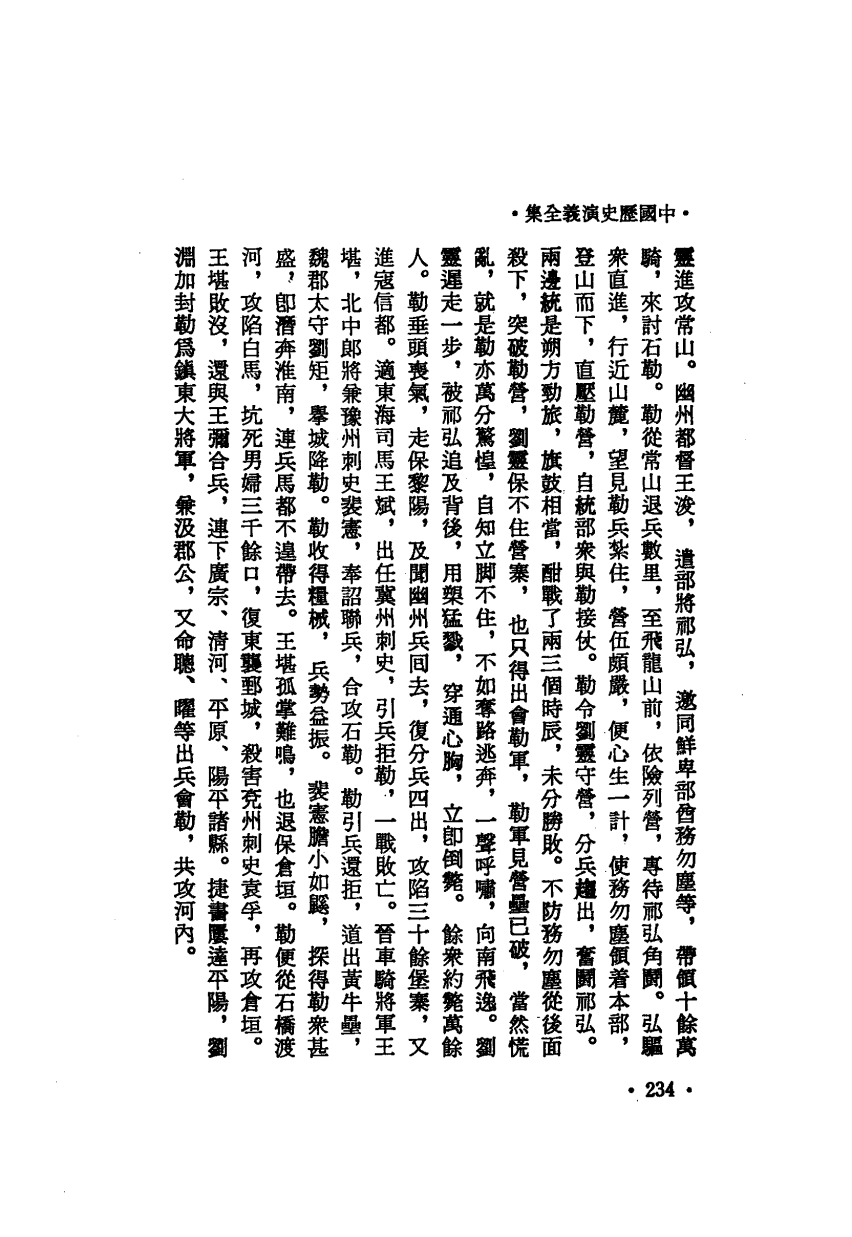 •中國歷史演義全集•
靈進攻常山。幽州都督王浚，遣部將祁弘，邀同鮮卑部酋務勿塵等，帶領十餘萬
騎，來討石勒。勒從常山退兵數里，至飛龍山前，依險列營，專待祁弘角鬭。弘驅
衆直進，行近山麓，望見勒兵紮住，營伍頗嚴，便心生一計，使務勿塵領着本部，
登山而下，直壓勒營，自統部衆與勒接仗。勒令劉靈守營，分兵趨出，奮鬭祁弘。
兩邊統是朔方勁旅，旗鼓相當，酣戰了兩三個時辰，未分勝敗。不防務勿塵從後面
殺下，突破勒營，劉靈保不住營寨，也只得出會勒軍，勒軍見營壘已破，當然慌
亂，就是勒亦萬分驚惶，自知立脚不住，不如奪路逃奔，一聲呼嘯，向南飛逸。劉
靈遲走一步，被祁弘追及背後，用槊猛戮，穿通心胸，立卽倒斃。餘衆約斃萬餘
人。勒垂頭喪氣，走保黎陽，及聞幽州兵囘去，復分兵四出，攻陷三十餘堡寨，又
進寇信都。適東海司馬王斌，出任冀州刺史，引兵拒勒，一戰敗亡。晉車騎將軍王
堪，北中郎將兼豫州刺史裴憲，奉詔聯兵，合攻石勒。勒引兵還拒，道出黃牛壘，
魏郡太守劉矩，擧城降勒。勒收得糧械，兵勢益振。裴憲膽小如鼷，探得勒衆甚
盛，卽潛奔淮南，連兵馬都不遑帶去。王堪孤掌難鳴，也退保倉垣。勒便從石橋渡
河，攻陷白馬，坑死男婦三千餘口，復東襲鄄城，殺害兗州刺史袁孚，再攻倉垣。
王堪敗沒，還與王彌合兵，連下廣宗、清河、平原、陽平諸縣。捷書屢達平陽，劉
淵加封勒爲鎭東大將軍，兼汲郡公，又命聰、曜等出兵會勒，共攻河內。
• 234 •